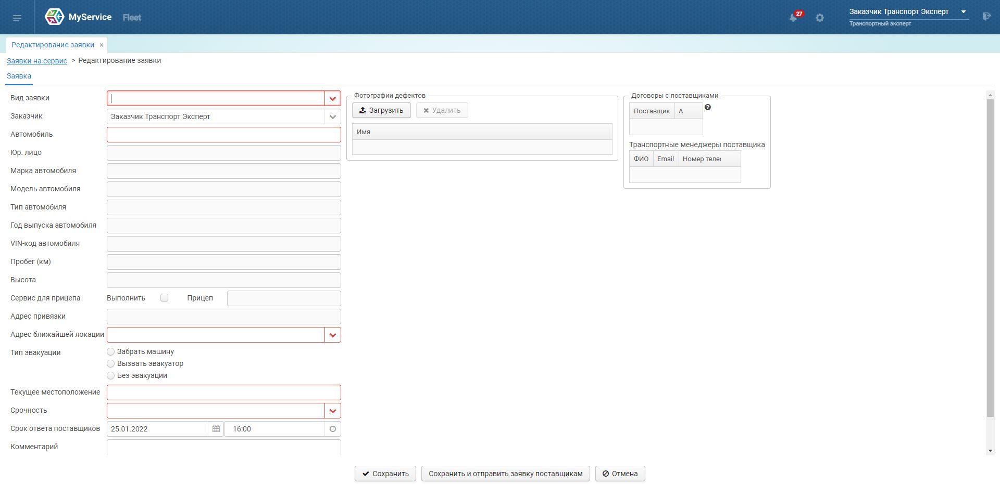 MyService Fleet
27
Заказчик Транспорт Эксперт
Транспортный эксперт
Редактирование заявки ×
Заявки на сервис > Редактирование заявки
Заявка
Вид заявки
Заказчик
Заказчик Транспорт Эксперт
Автомобиль
Юр. лицо
Марка автомобиля
Модель автомобиля
Тип автомобиля
Год выпуска автомобиля
VIN-код автомобиля
Пробег (км)
Высота
Сервис для прицепа
Выполнить
Прицеп
Адрес привязки
Адрес ближайшей локации
Тип эвакуации
Забрать машину
Вызвать эвакуатор
Без эвакуации
Текущее местоположение
Срочность
Срок ответа поставщиков
25.01.2022
16:00
Комментарий
Фотографии дефектов
Загрузить
Удалить
Имя
Договоры с поставщиками
Поставщик
А
?
Транспортные менеджеры поставщика
ФИО
Email
Номер телес
Сохранить
Сохранить и отправить заявку поставщикам
Отмена